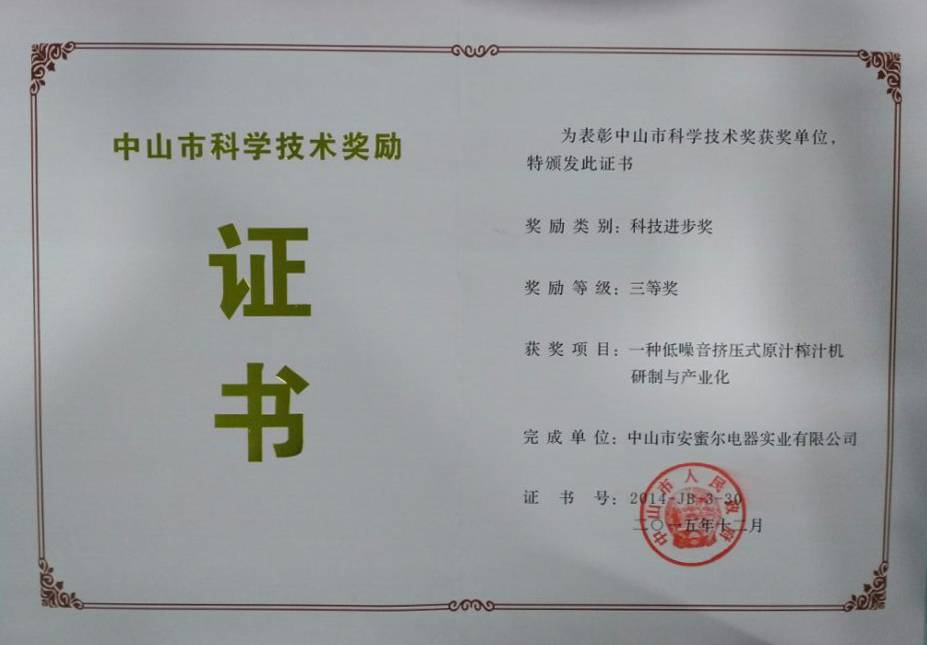 中山市科学技术奖励
证
书
为表彰中山市科学技术奖获奖单位，
特颁发此证书
奖励类别：科技进步奖
奖励等级：三等奖
获奖项目：一种低噪音挤压式原汁榨汁机
研制与产业化
完成单位：中山市安蜜尔电器实业有限公司
证书号：2014-JB-3-30
二〇一五年十二月
中山市人民政府